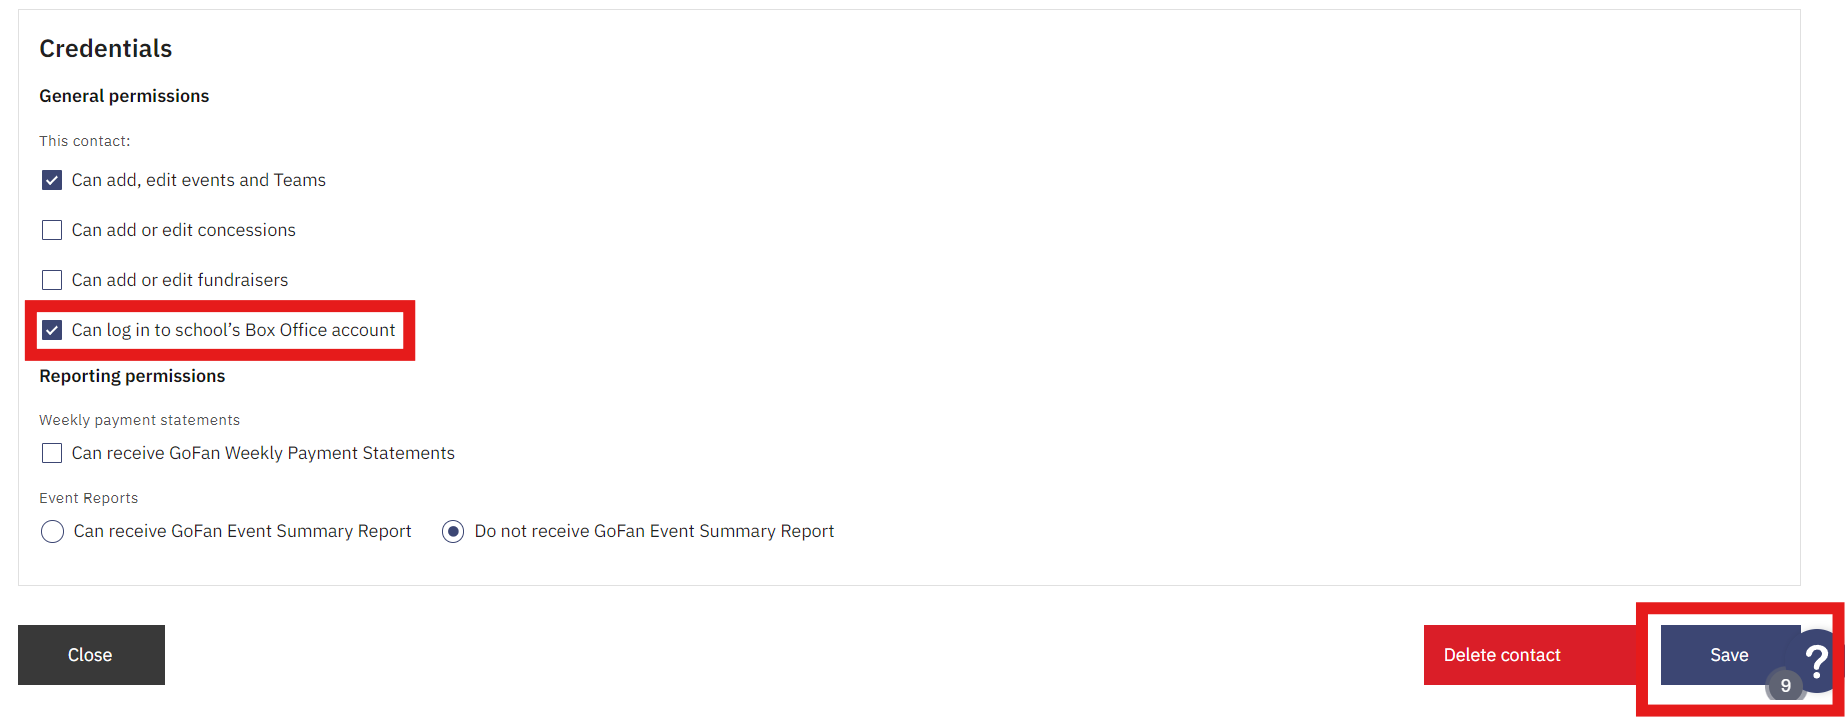 Credentials
General permissions
This contact:
Can add, edit events and Teams
Can add or edit concessions
Can add or edit fundraisers
Can log in to school’s Box Office account
Reporting permissions
Weekly payment statements
Can receive GoFan Weekly Payment Statements
Event Reports
Can receive GoFan Event Summary Report Do not receive GoFan Event Summary Report
Close Delete contact Save ?
9